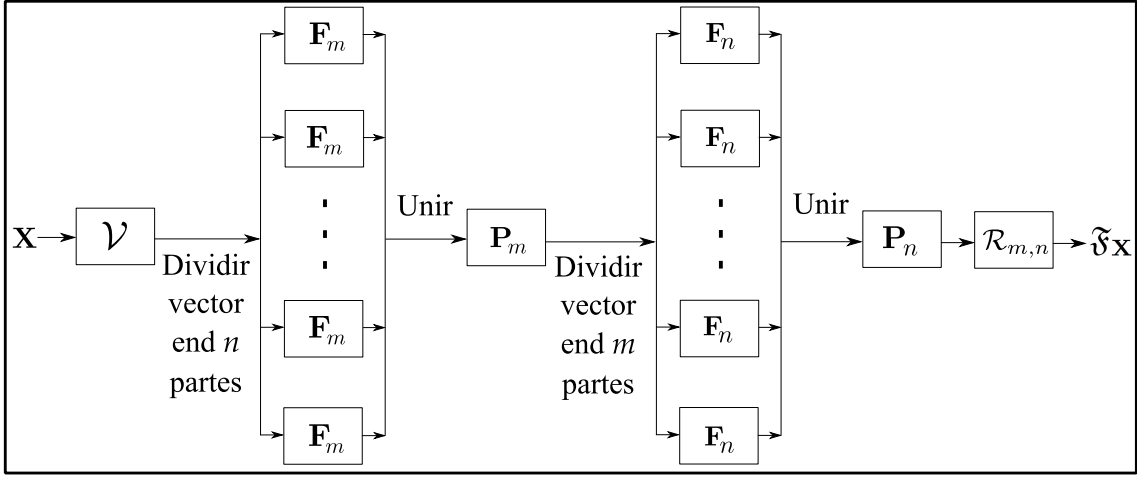 x
𝒱
Dividir
vector
end n
partes
F_m
F_m
F_m
F_m
Unir
P_m
Dividir
vector
end m
partes
F_n
F_n
F_n
F_n
Unir
P_n
ℛ_{m,n}
𝔉x